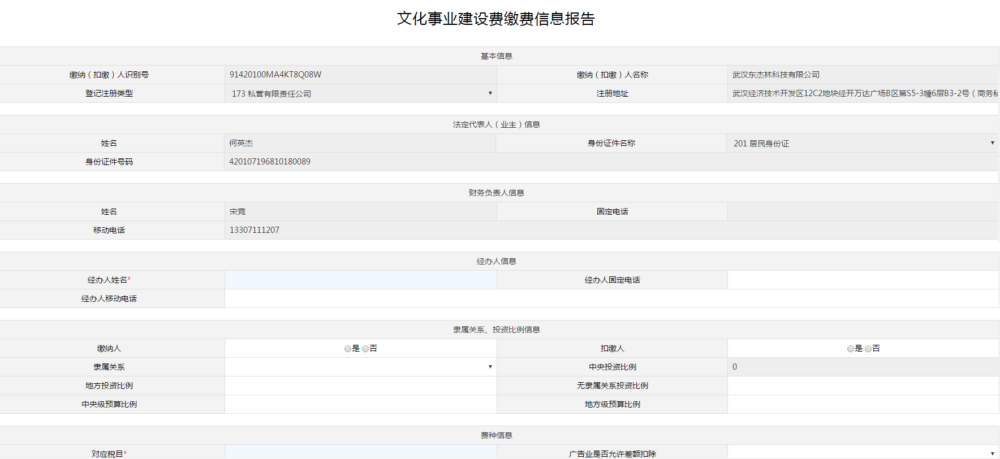 文化事业建设费缴费信息报告
基本信息
缴纳（扣缴）人识别号 91420100MA4KT8Q08W 缴纳（扣缴）人名称 武汉东杰林科技有限公司
登记注册类型 173 私营有限责任公司 注册地址 武汉经济技术开发区12C2地块经开万达广场B区第S5-3幢6层B3-2号（商务秘
法定代表人（业主）信息
姓名 何英杰 身份证件名称 201 居民身份证
身份证件号码 420107196810180089
财务负责人信息
姓名 宋竞 固定电话
移动电话 13307111207
经办人信息
经办人姓名* 经办人固定电话
经办人移动电话
隶属关系、投资比例信息
缴纳人 是 否 扣缴人 是 否
隶属关系 中央投资比例 0
地方投资比例 无隶属关系投资比例
中央级预算比例 地方级预算比例
费种信息
对应税目* 广告业是否允许差额扣除